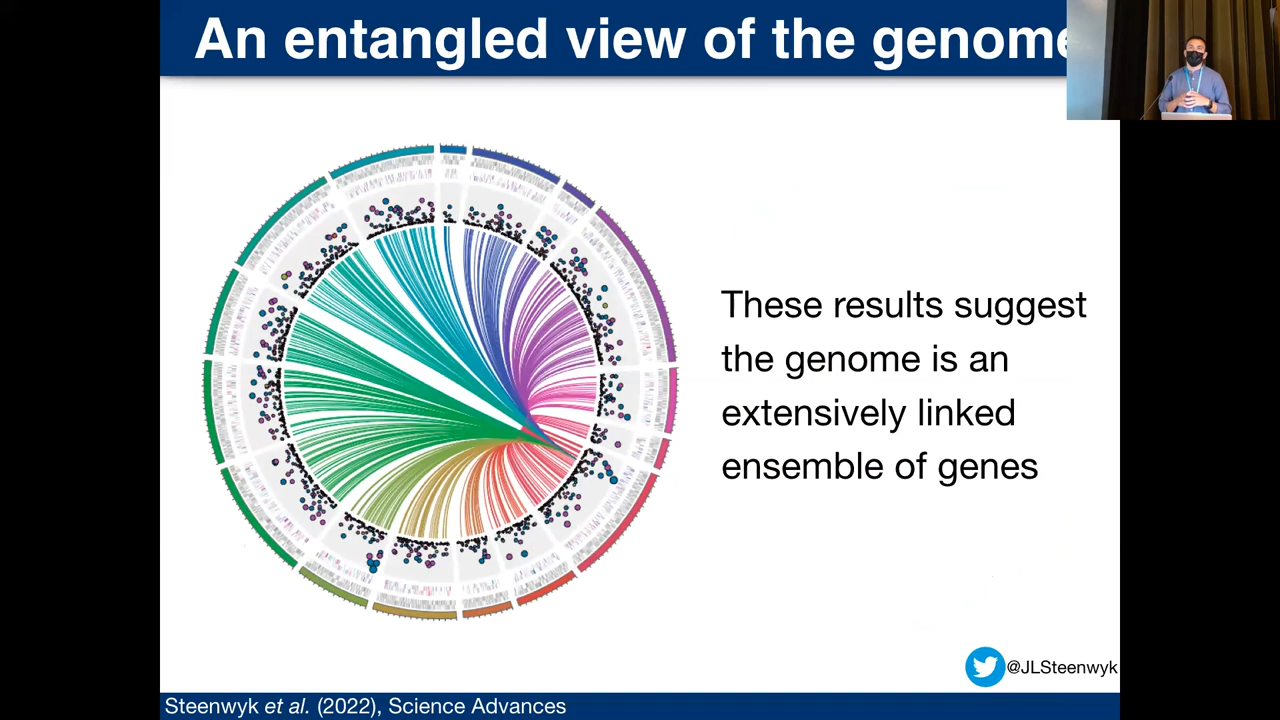 An entangled view of the genome
These results suggest
the genome is an
extensively linked
ensemble of genes
@JLSteenwyk
Steenwyk et al. (2022), Science Advances